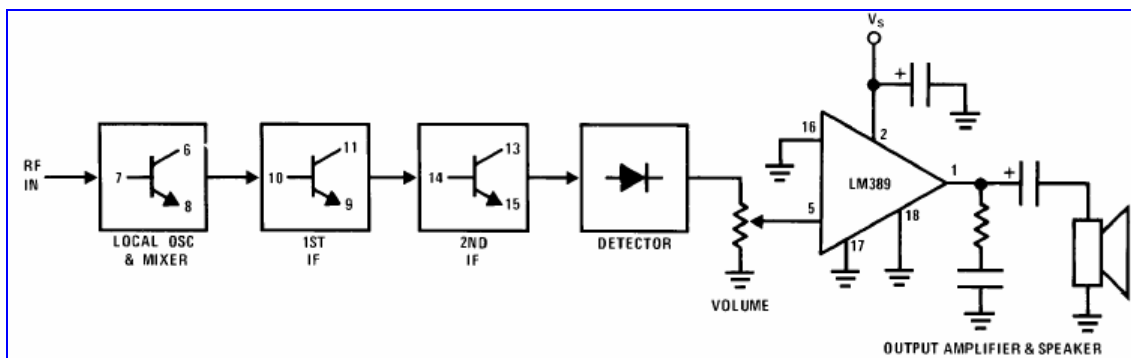 V_S
+
16
2
6
11
13
RF
IN
7
10
14
LM389
1
+
5
18
8
9
15
17
LOCAL OSC
& MIXER
1ST
IF
2ND
IF
DETECTOR
VOLUME
OUTPUT AMPLIFIER & SPEAKER